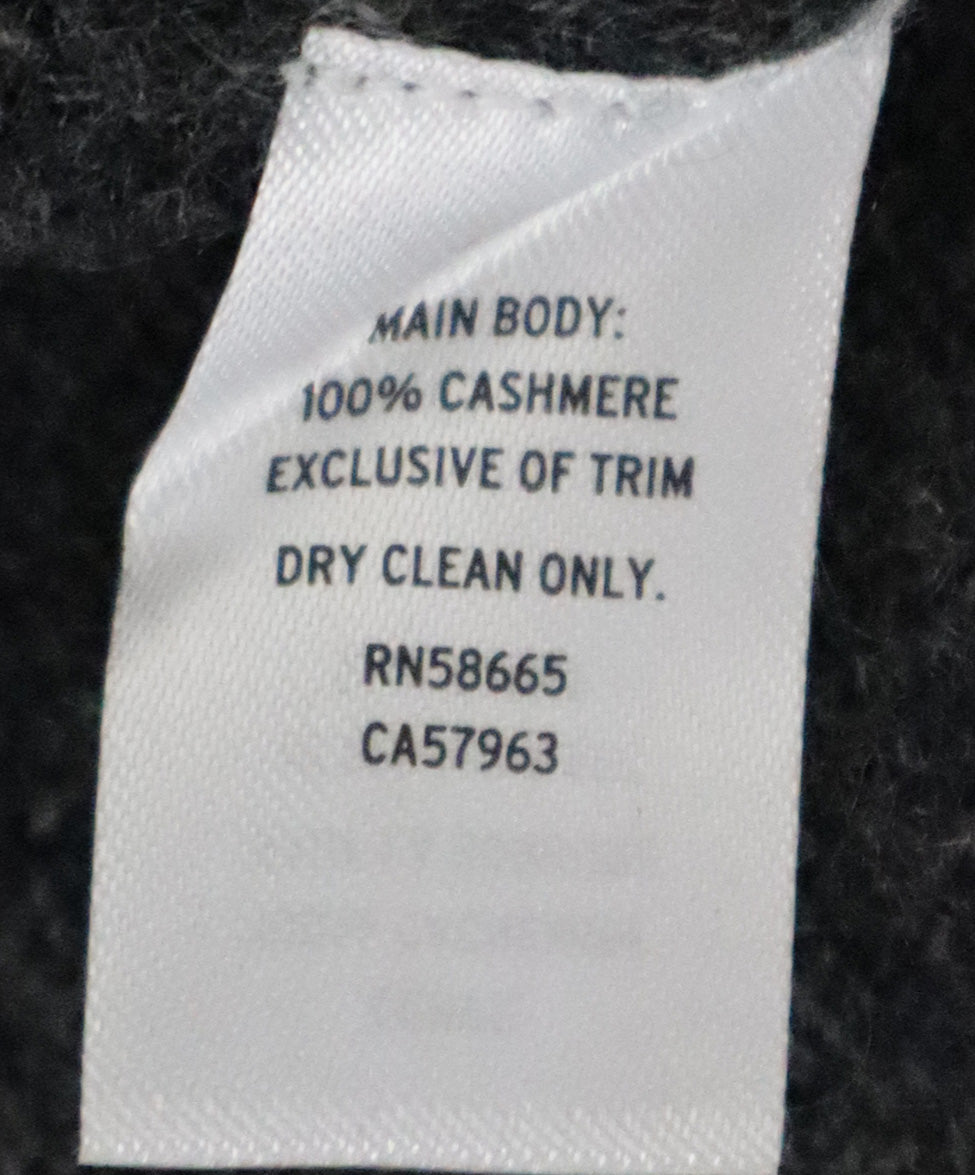 MAIN BODY:
100% CASHMERE
EXCLUSIVE OF TRIM
DRY CLEAN ONLY.
RN58665
CA57963